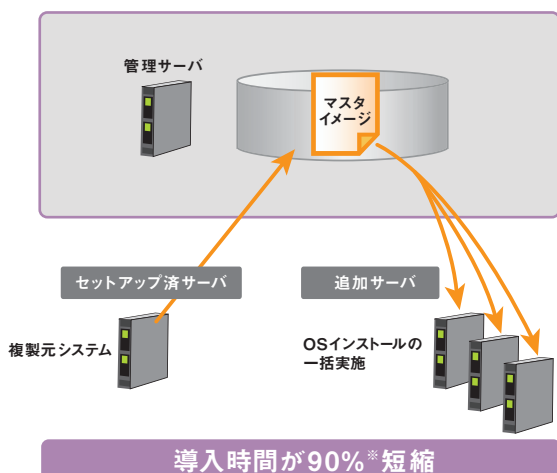 管理サーバ
マスタ
イメージ
セットアップ済サーバ
追加サーバ
複製元システム
OSインストールの
一括実施
導入時間が90%※短縮